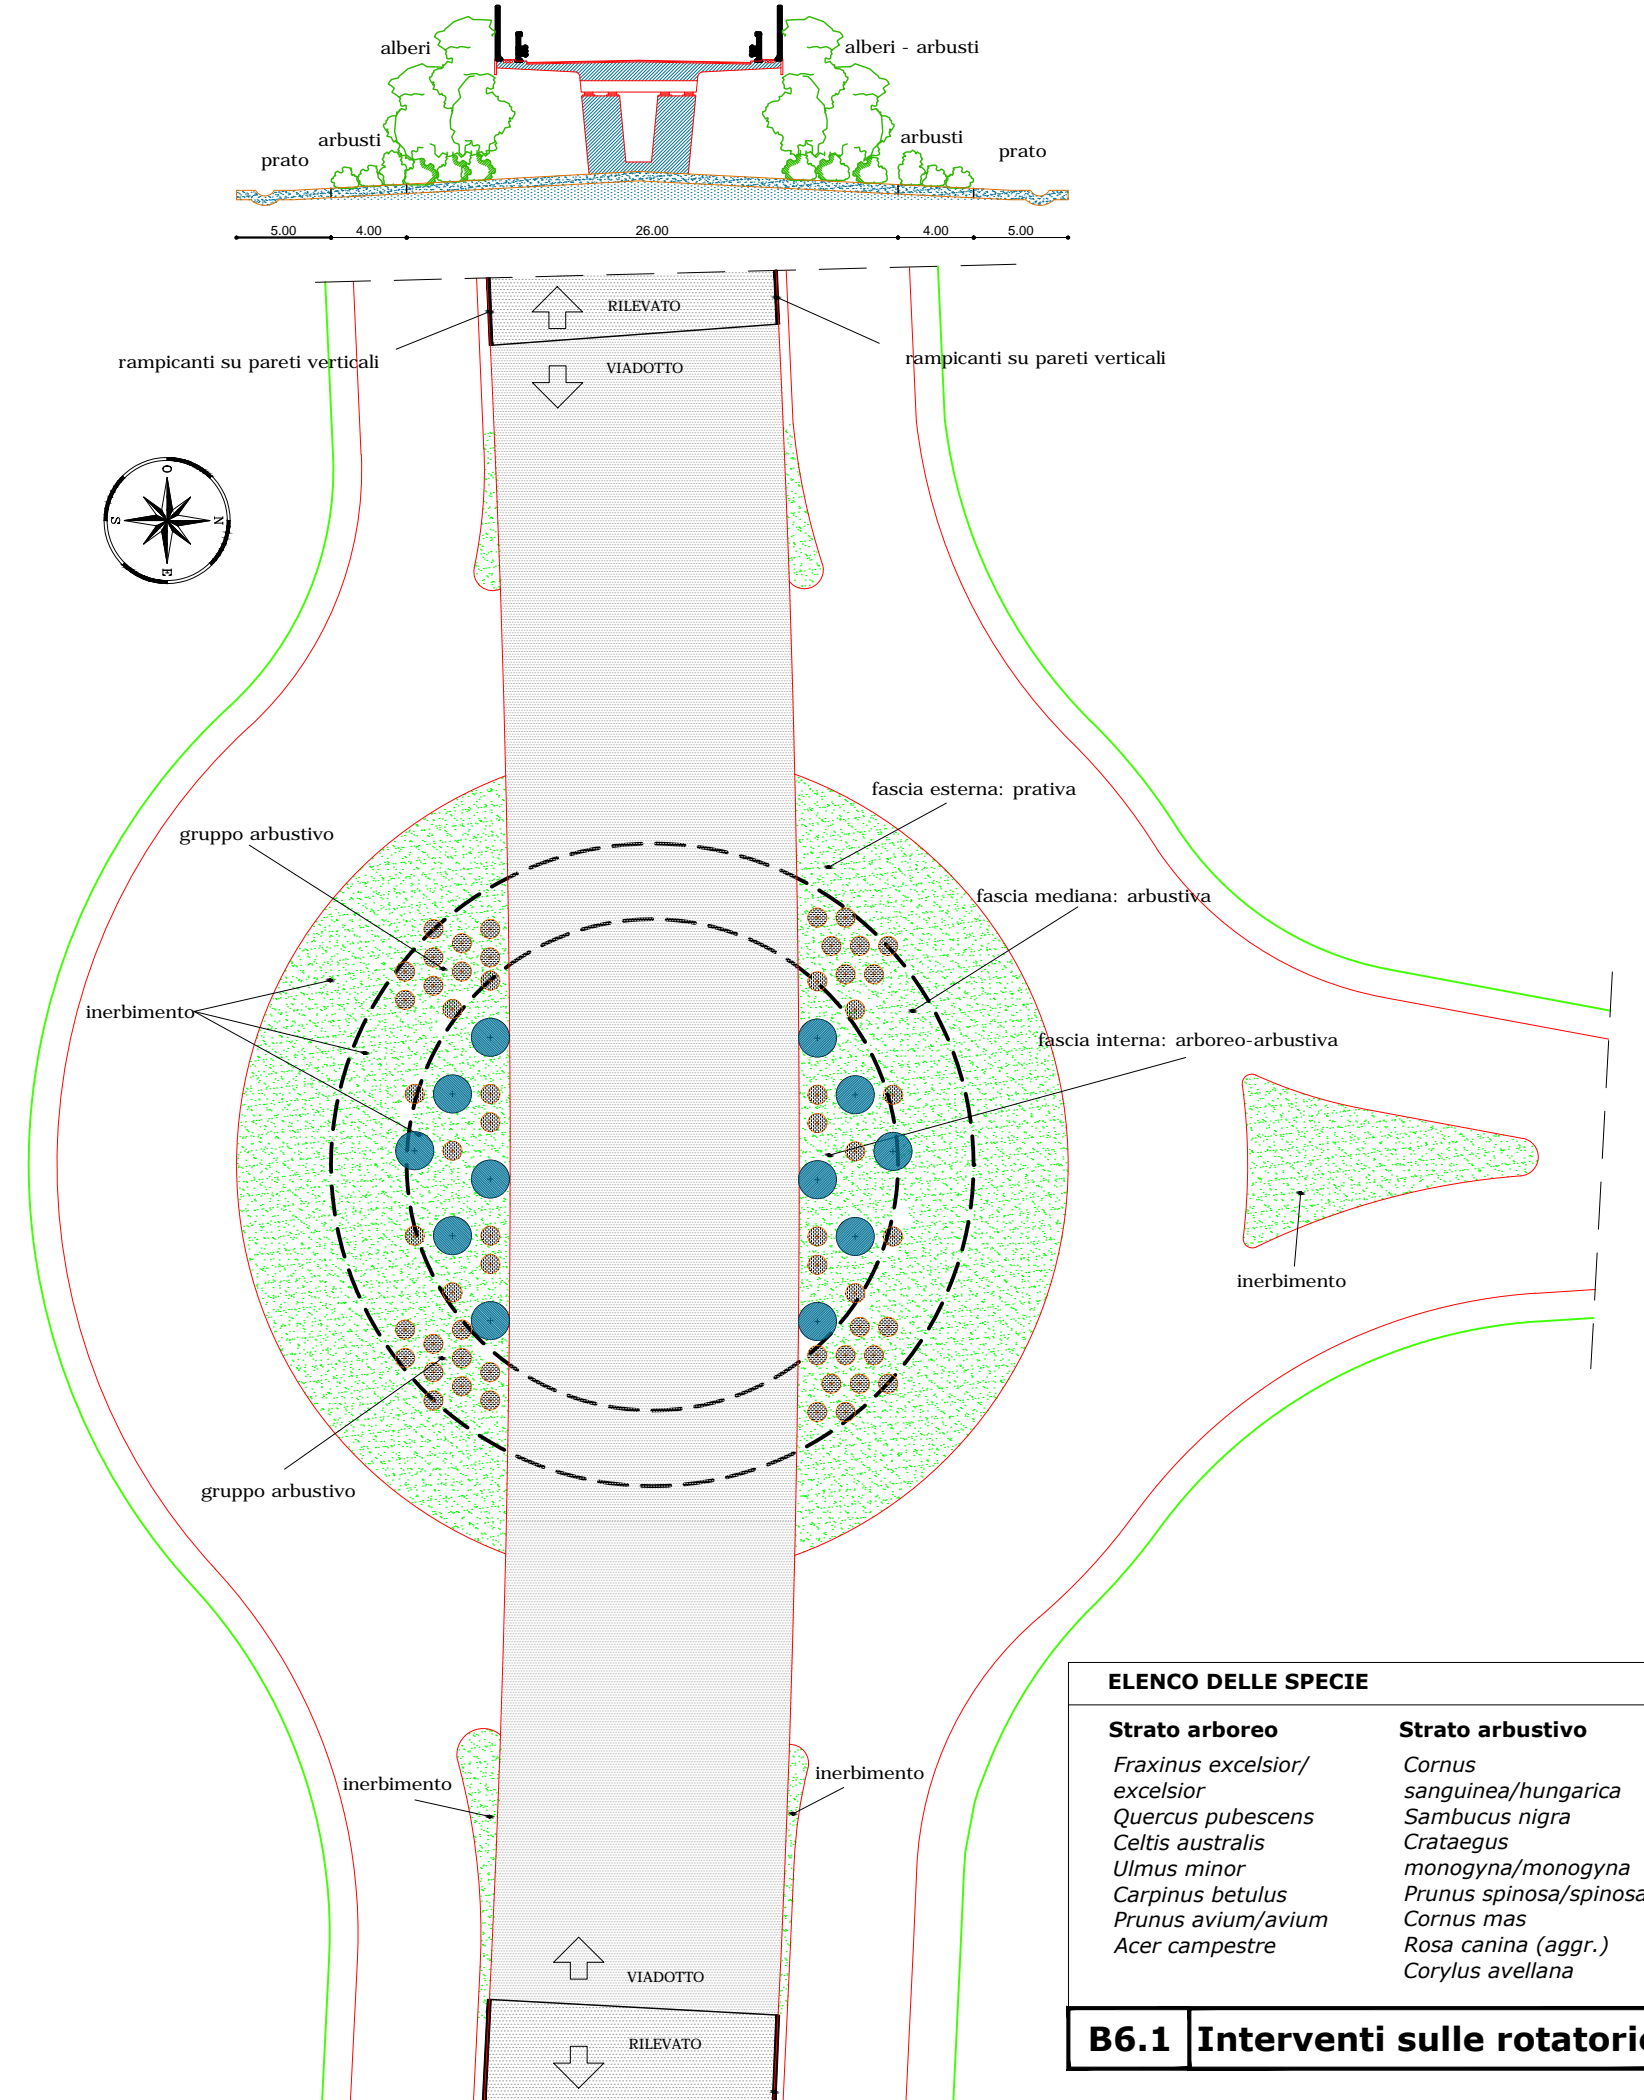 alberi
alberi - arbusti
arbusti
arbusti
prato
prato
5.00 4.00 26.00 4.00 5.00
RILEVATO
rampicanti su pareti verticali
rampicanti su pareti verticali
VIADOTTO
O
S
N
E
fascia esterna: prativa
gruppo arbustivo
fascia mediana: arbustiva
inerbimento
fascia interna: arboreo-arbustiva
inerbimento
gruppo arbustivo
inerbimento
inerbimento
VIADOTTO
RILEVATO
ELENCO DELLE SPECIE
Strato arboreo
Fraxinus excelsior/
excelsior
Quercus pubescens
Celtis australis
Ulmus minor
Carpinus betulus
Prunus avium/avium
Acer campestre
Strato arbustivo
Cornus
sanguinea/hungarica
Sambucus nigra
Crataegus
monogyna/monogyna
Prunus spinosa/spinosa
Cornus mas
Rosa canina (aggr.)
Corylus avellana
B6.1 Interventi sulle rotatorie